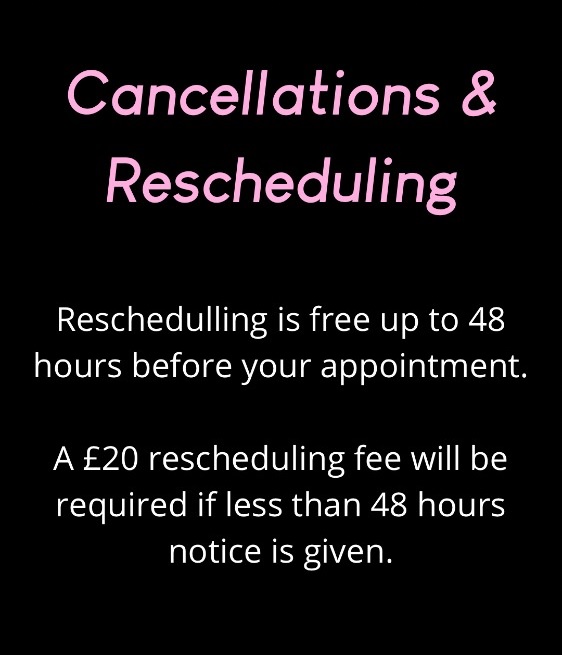 Cancellations &
Rescheduling
Reschedulling is free up to 48
hours before your appointment.
A £20 rescheduling fee will be
required if less than 48 hours
notice is given.